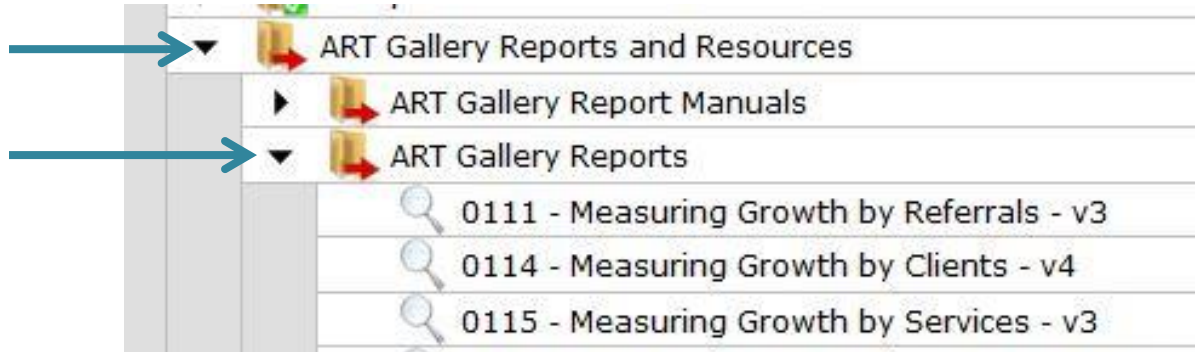 ART Gallery Reports and Resources
ART Gallery Report Manuals
ART Gallery Reports
0111 - Measuring Growth by Referrals - v3
0114 - Measuring Growth by Clients - v4
0115 - Measuring Growth by Services - v3